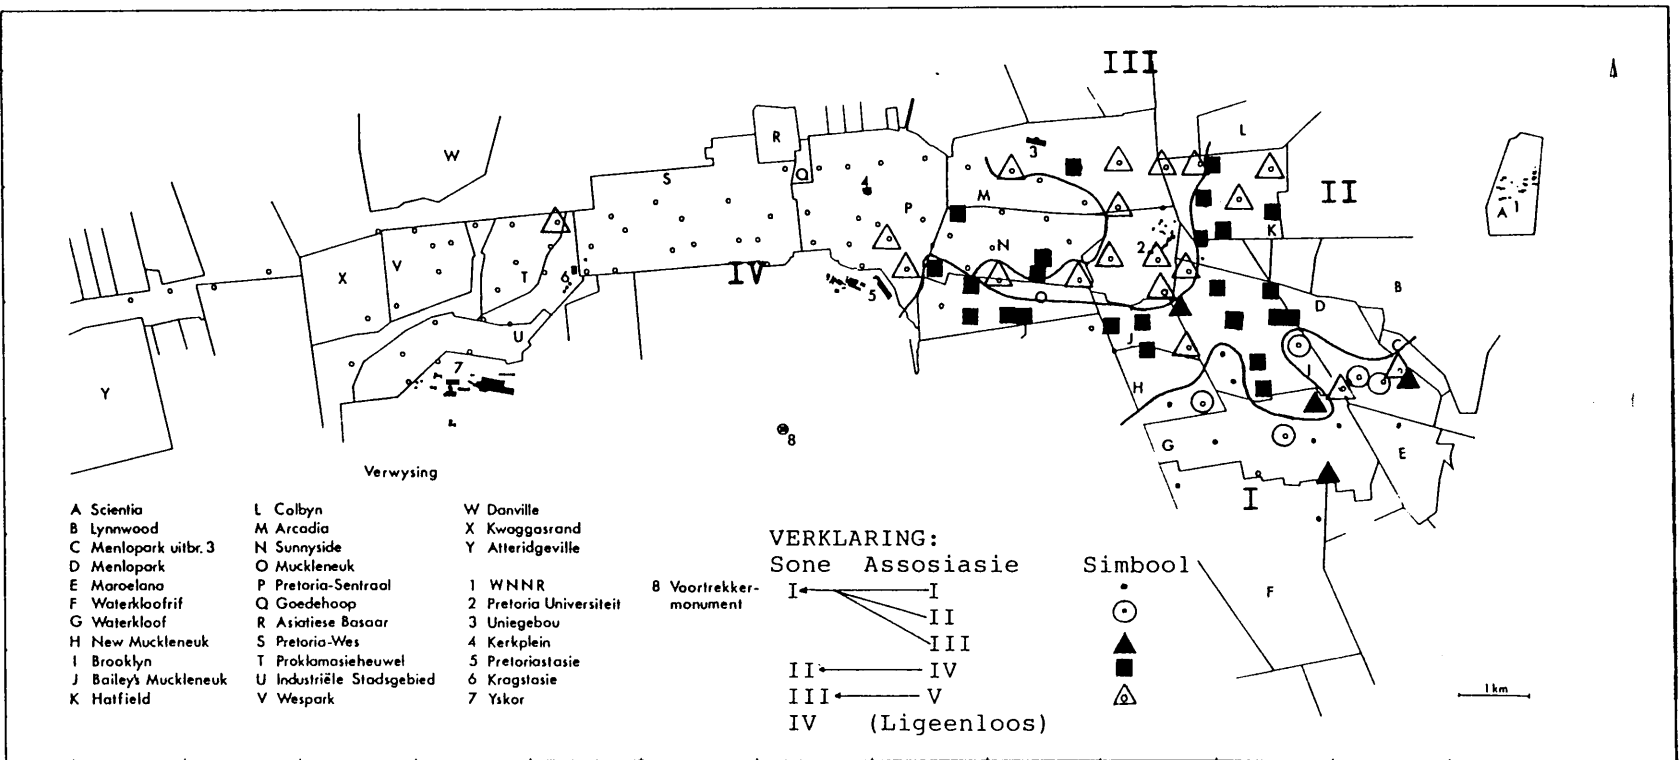 III
L
R
W
3
S
Q
4
II
A 1
M
P
K
N
2
X
V
T
6
IV
5
O
D
B
U
J
C
7
I
H
Y
8
G
E
I
F
Verwysing
A Scientia
B Lynnwood
C Menlopark uitbr. 3
D Menlopark
E Maroelana
F Waterkloofrif
G Waterkloof
H New Muckleneuk
I Brooklyn
J Bailey's Muckleneuk
K Hatfield
L Colbyn
M Arcadia
N Sunnyside
O Muckleneuk
P Pretoria-Sentraal
Q Goedehoop
R Asiatiese Basaar
S Pretoria-Wes
T Proklamasieheuwel
U Industriële Stadsgebied
V Wespark
W Danville
X Kwaggasrand
Y Atteridgeville
1 WNNR
2 Pretoria Universiteit
3 Uniegebou
4 Kerkplein
5 Pretoriastasie
6 Kragstasie
7 Yskor
8 Voortrekker-
monument
VERKLARING:
Sone Assosiasie Simbool
I I
II
III
II IV
III V
IV (Ligeenloos)
1 km